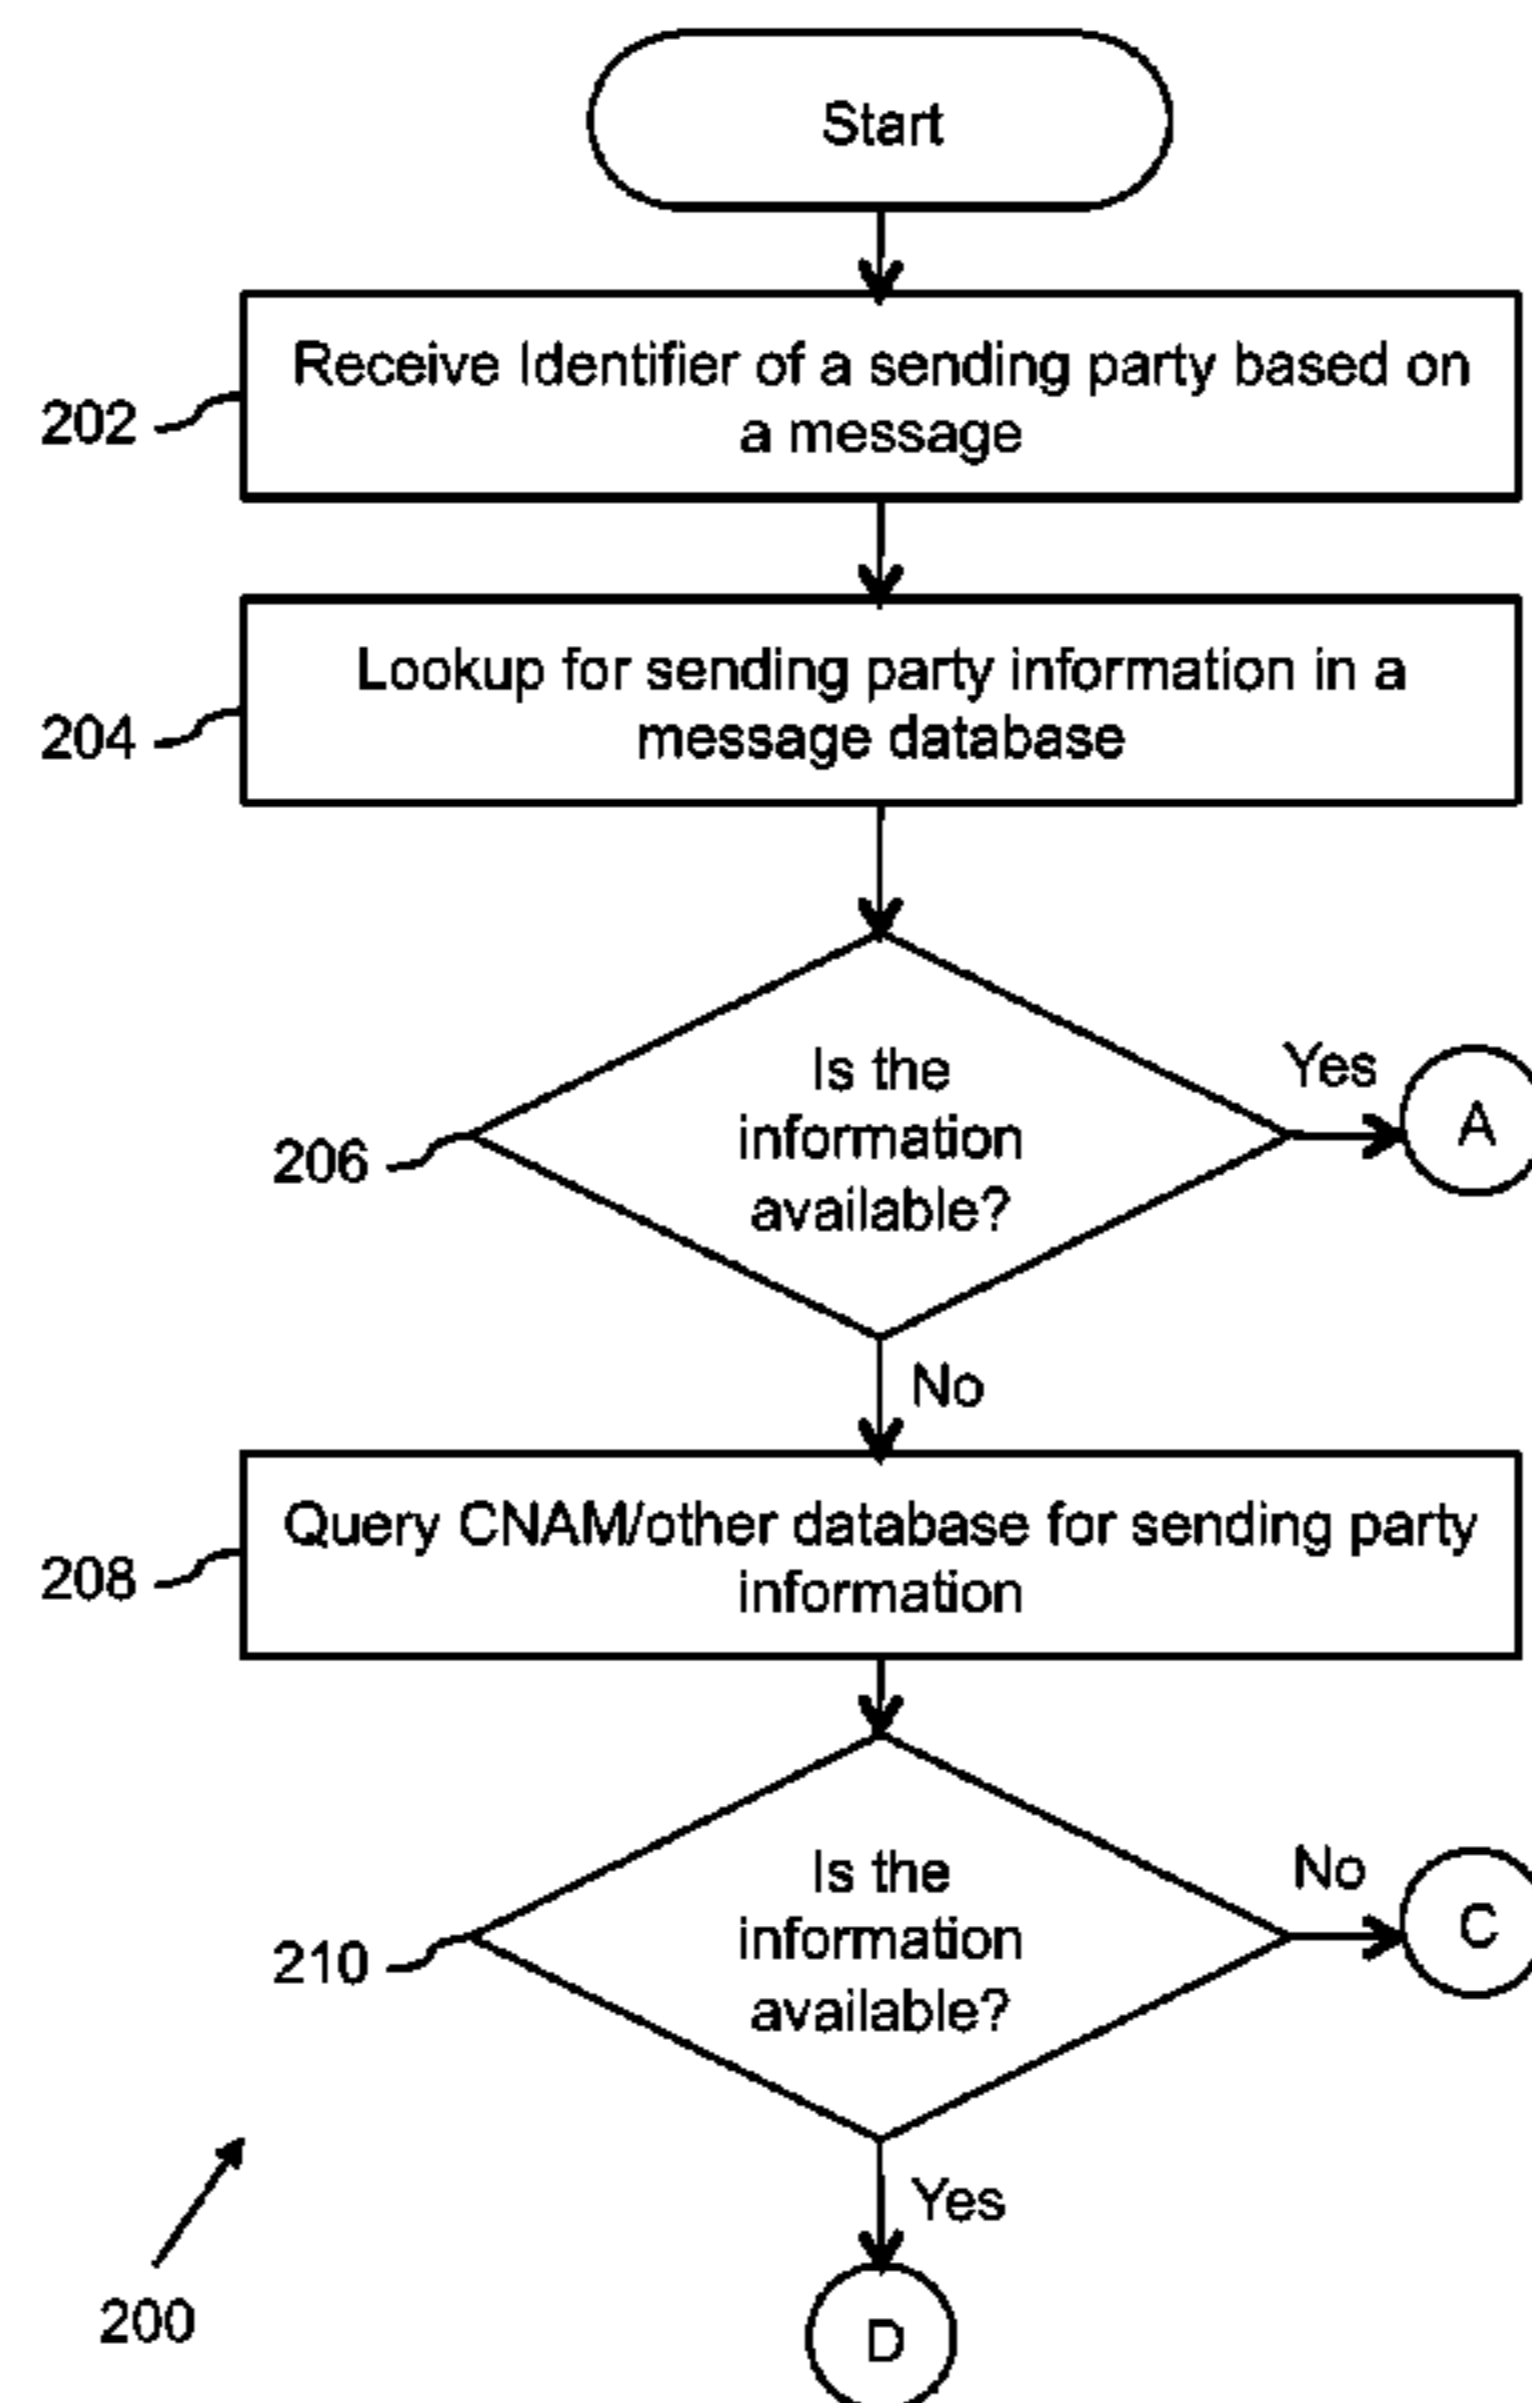 Start
Receive Identifier of a sending party based on
a message
202
Lookup for sending party information in a
message database
204
Is the
information
available?
Yes
A
206
No
Query CNAM/other database for sending party
information
208
Is the
information
available?
No
C
210
Yes
D
200